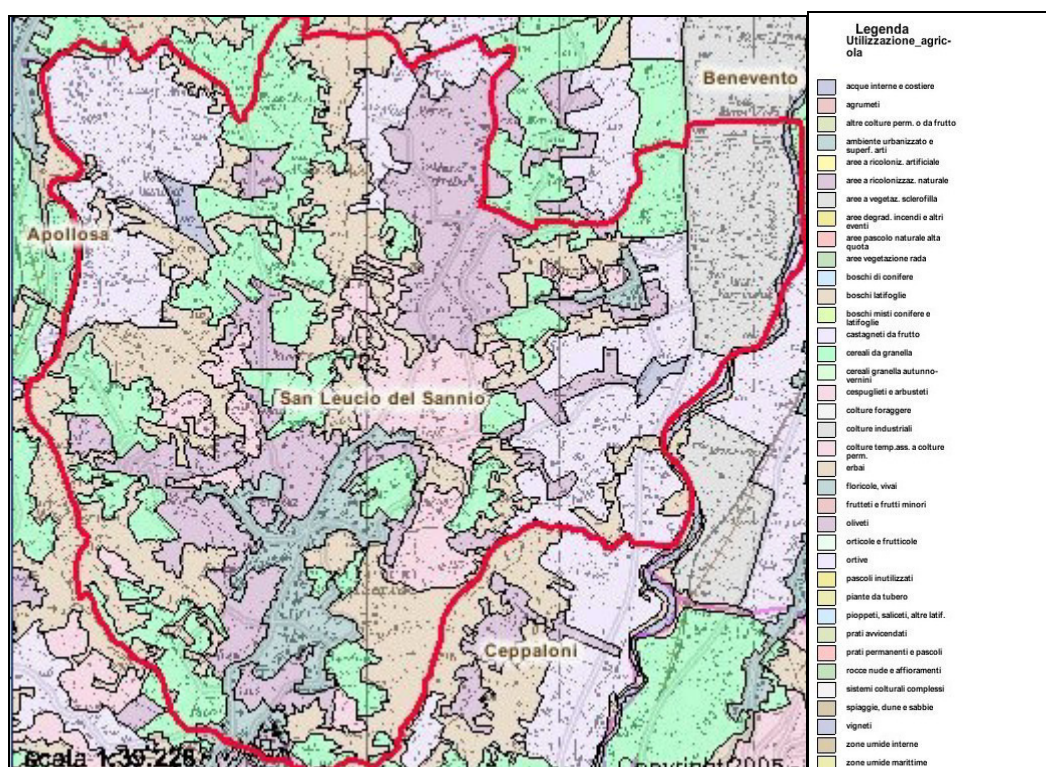 Benevento
Apollosa
San Leucio del Sannio
Ceppaloni
scala 1:35.228
Copyright 2005
Legenda
Utilizzazione_agric-
ola
acque interne e costiere
agrumeti
altre colture perm. o da frutto
ambiente urbanizzato e
superf. arti
aree a ricoloniz. artificiale
aree a ricolonizzaz. naturale
aree a vegetaz. sclerofilla
aree degrad. incendi e altri
eventi
aree pascolo naturale alta
quota
aree vegetazione rada
boschi di conifere
boschi latifoglie
boschi misti conifere e
latifoglie
castagneti da frutto
cereali da granella
cereali granella autunno-
vernini
cespuglieti e arbusteti
colture foraggere
colture industriali
colture temp.ass. a colture
perm.
erbai
floricole, vivai
frutteti e frutti minori
oliveti
orticole e frutticole
ortive
pascoli inutilizzati
piante da tubero
pioppeti, saliceti, altre latif.
prati avvicendati
prati permanenti e pascoli
rocce nude e affioramenti
sistemi colturali complessi
spiaggie, dune e sabbie
vigneti
zone umide interne
zone umide marittime